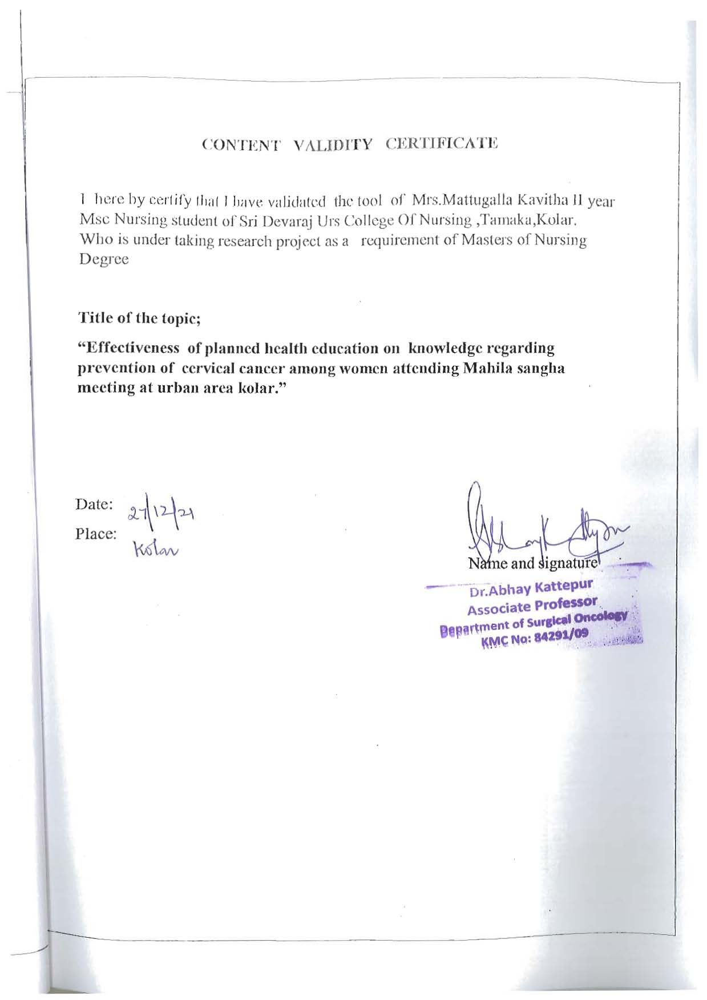 CONTENT VALIDITY CERTIFICATE
I here by certify that I have validated the tool of Mrs.Mattugalla Kavitha II year
Msc Nursing student of Sri Devaraj Urs College Of Nursing ,Tamaka,Kolar.
Who is under taking research project as a requirement of Masters of Nursing
Degree
Title of the topic;
“Effectiveness of planned health education on knowledge regarding
prevention of cervical cancer among women attending Mahila sangha
meeting at urban area kolar.”
Date: 27/12/21
Place: Kolar
Name and signature
Dr.Abhay Kattepur
Associate Professor
Department of Surgical Oncology
KMC No: 84291/09